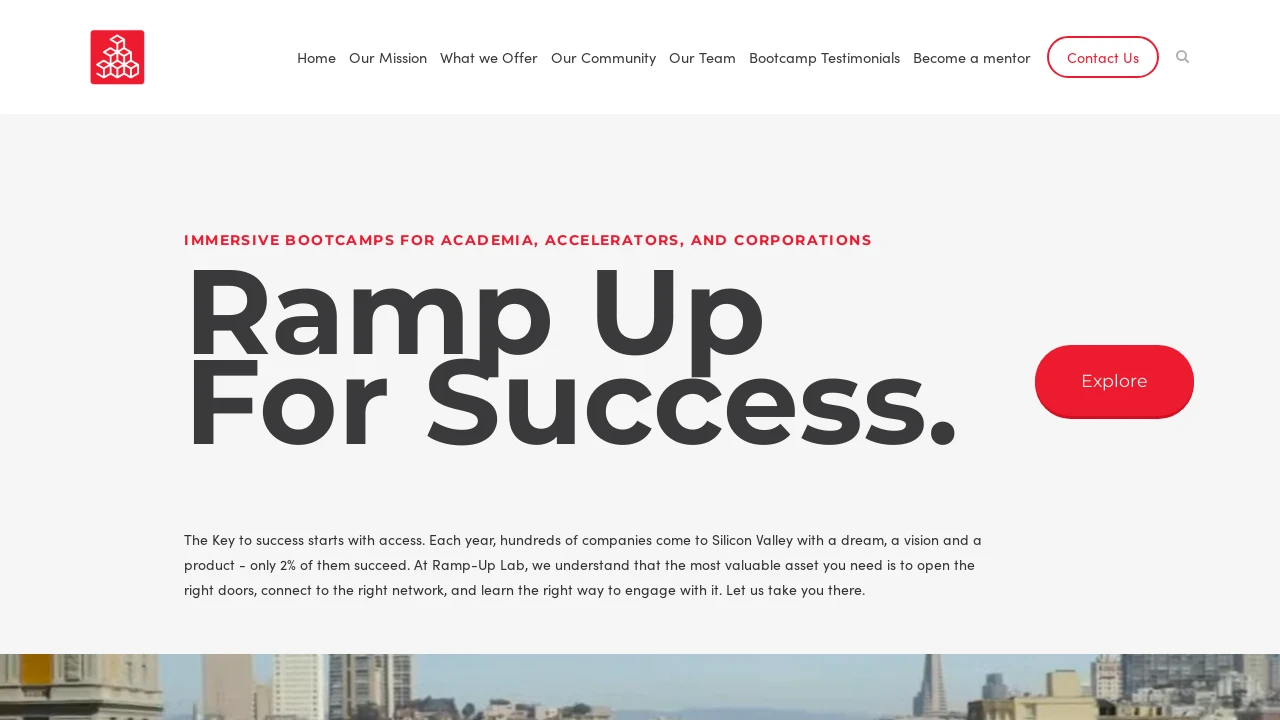 Home Our Mission What we Offer Our Community Our Team Bootcamp Testimonials Become a mentor Contact Us
IMMERSIVE BOOTCAMPS FOR ACADEMIA, ACCELERATORS, AND CORPORATIONS
Ramp Up
For Success.
Explore
The Key to success starts with access. Each year, hundreds of companies come to Silicon Valley with a dream, a vision and a
product - only 2% of them succeed. At Ramp-Up Lab, we understand that the most valuable asset you need is to open the
right doors, connect to the right network, and learn the right way to engage with it. Let us take you there.